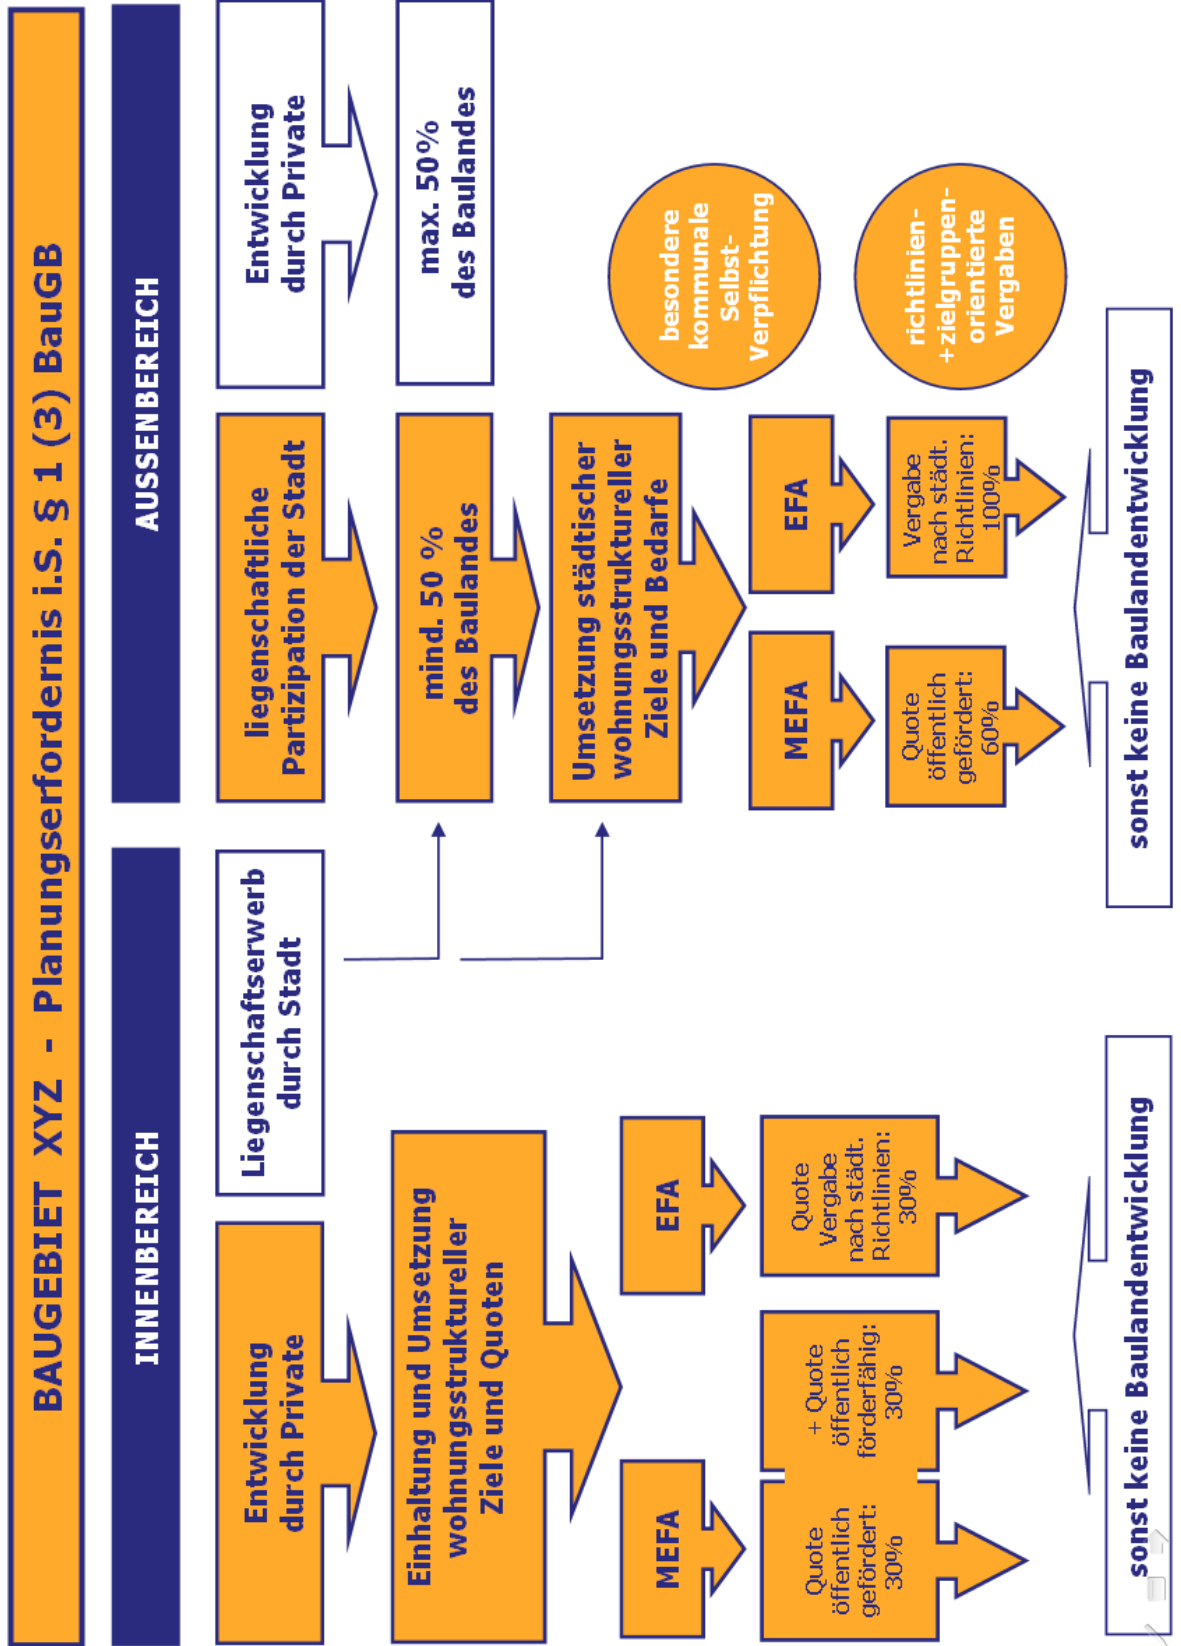 BAUGEBIET XYZ - Planungserfordernis i.S. § 1 (3) BauGB
INNENBEREICH
AUSSENBEREICH
Entwicklung
durch Private
Liegenschaftserwerb
durch Stadt
liegenschaftliche
Partizipation der Stadt
Entwicklung
durch Private
Einhaltung und Umsetzung
wohnungsstruktureller
Ziele und Quoten
mind. 50 %
des Baulandes
max. 50%
des Baulandes
Umsetzung städtischer
wohnungsstruktureller
Ziele und Bedarfe
besondere
kommunale
Selbst-
Verpflichtung
MEFA
EFA
MEFA
EFA
Quote
öffentlich
gefördert:
30%
+ Quote
öffentlich
förderfähig:
30%
Quote
Vergabe
nach städt.
Richtlinien:
30%
Quote
öffentlich
gefördert:
60%
Vergabe
nach städt.
Richtlinien:
100%
richtlinien-
+zielgruppen-
orientierte
Vergaben
sonst keine Baulandentwicklung
sonst keine Baulandentwicklung